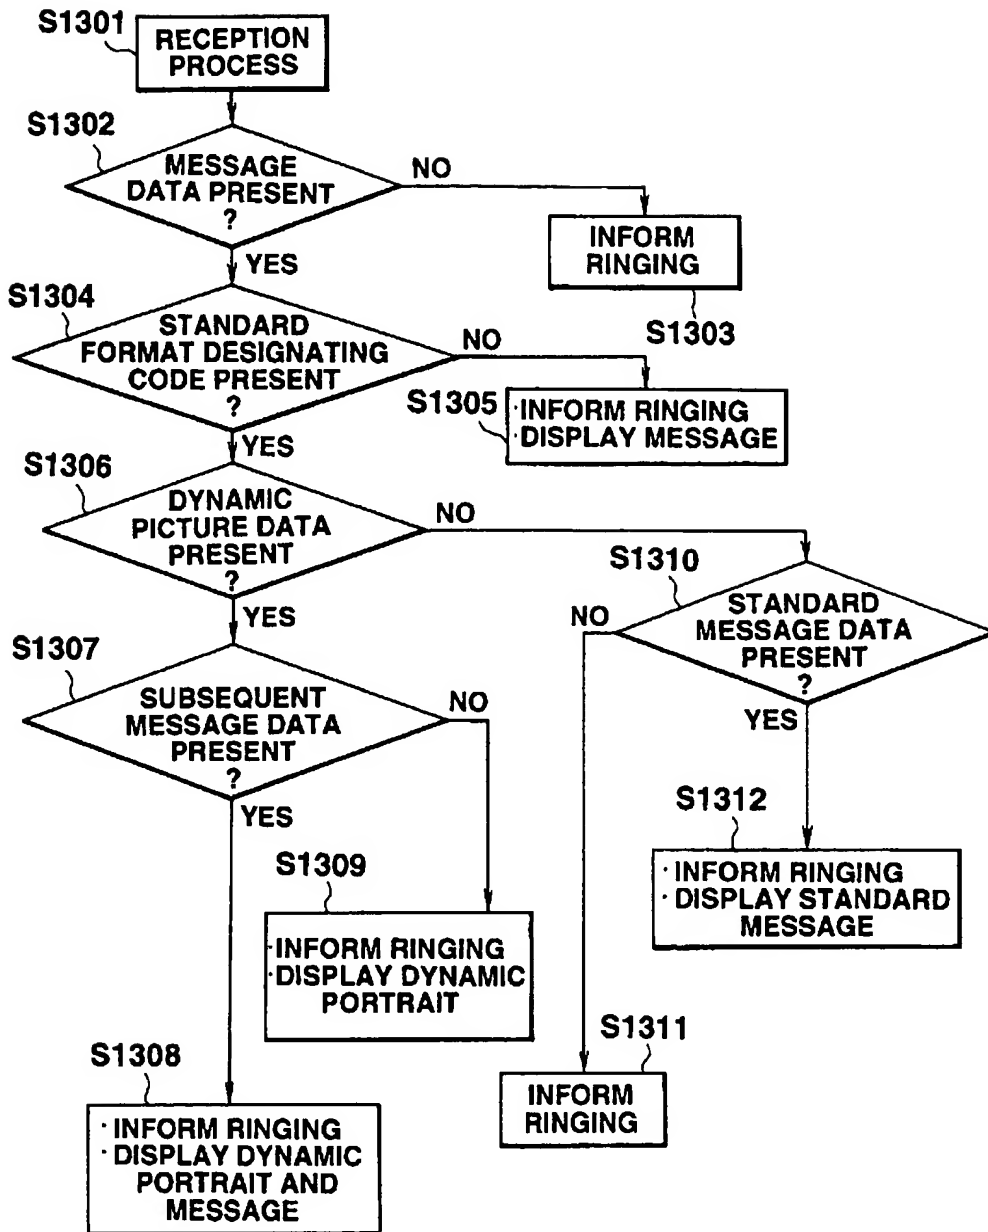 S1301
RECEPTION
PROCESS
S1302
MESSAGE
DATA PRESENT
?
NO
YES
INFORM
RINGING
S1303
S1304
STANDARD
FORMAT DESIGNATING
CODE PRESENT
?
NO
YES
S1305
·INFORM RINGING
·DISPLAY MESSAGE
S1306
DYNAMIC
PICTURE DATA
PRESENT
?
NO
YES
S1310
STANDARD
MESSAGE DATA
PRESENT
?
NO
YES
S1307
SUBSEQUENT
MESSAGE DATA
PRESENT
?
NO
YES
S1312
·INFORM RINGING
·DISPLAY STANDARD
MESSAGE
S1309
·INFORM RINGING
·DISPLAY DYNAMIC
PORTRAIT
S1311
INFORM
RINGING
S1308
·INFORM RINGING
·DISPLAY DYNAMIC
PORTRAIT AND
MESSAGE